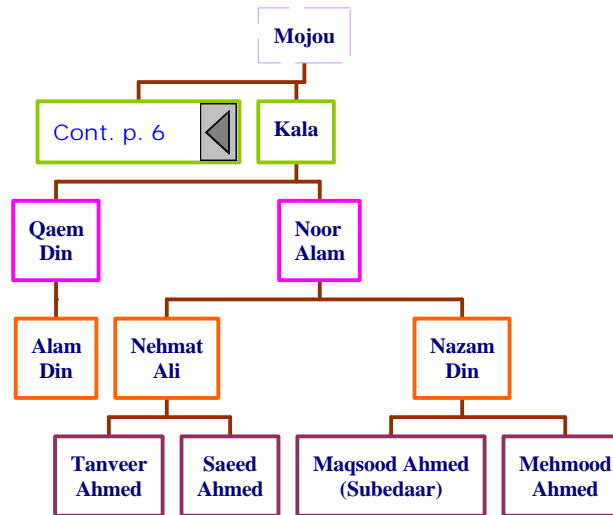 Mojou
Cont. p. 6
Kala
Qaem
Din
Noor
Alam
Alam
Din
Nehmat
Ali
Nazam
Din
Tanveer
Ahmed
Saeed
Ahmed
Maqsood Ahmed
(Subedaar)
Mehmood
Ahmed